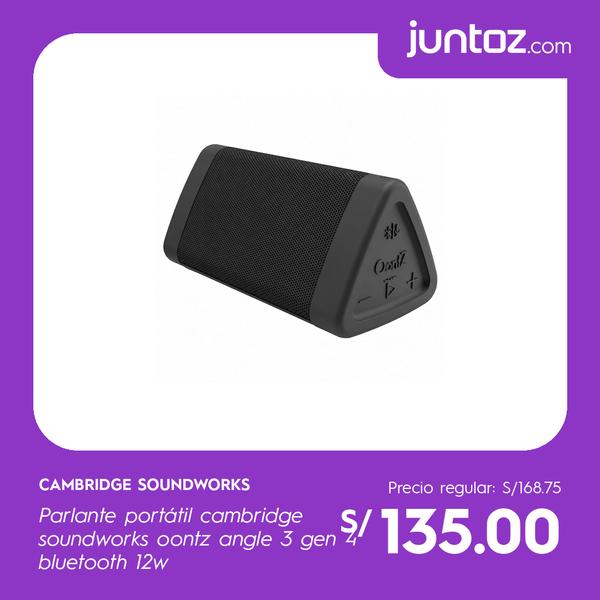 juntoz.com
OontZ
CAMBRIDGE SOUNDWORKS
Parlante portátil cambridge
soundworks oontz angle 3 gen 4
bluetooth 12w
Precio regular: S/168.75
S/ 135.00